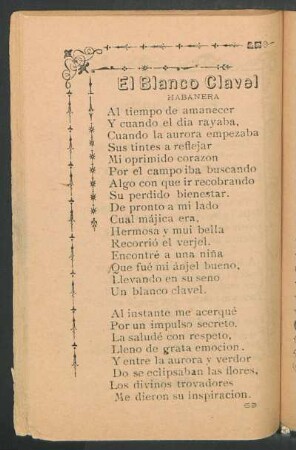 El Blanco Clavel
HABANERA
Al tiempo de amanecer
Y cuando el dia rayaba,
Cuando la aurora empezaba
Sus tintes a reflejar
Mi oprimido corazon
Por el campo iba buscando
Algo con que ir recobrando
Su perdido bienestar.
De pronto a mi lado
Cual májica era,
Hermosa y mui bella
Recorrió el verjel.
Encontré a una niña
Que fué mi ánjel bueno,
Llevando en su seno
Un blanco clavel.
Al instante me acerqué
Por un impulso secreto,
La saludé con respeto,
Lleno de grata emocion.
Y entre la aurora y verdor
Do se eclipsaban las flores,
Los divinos trovadores
Me dieron su inspiracion.